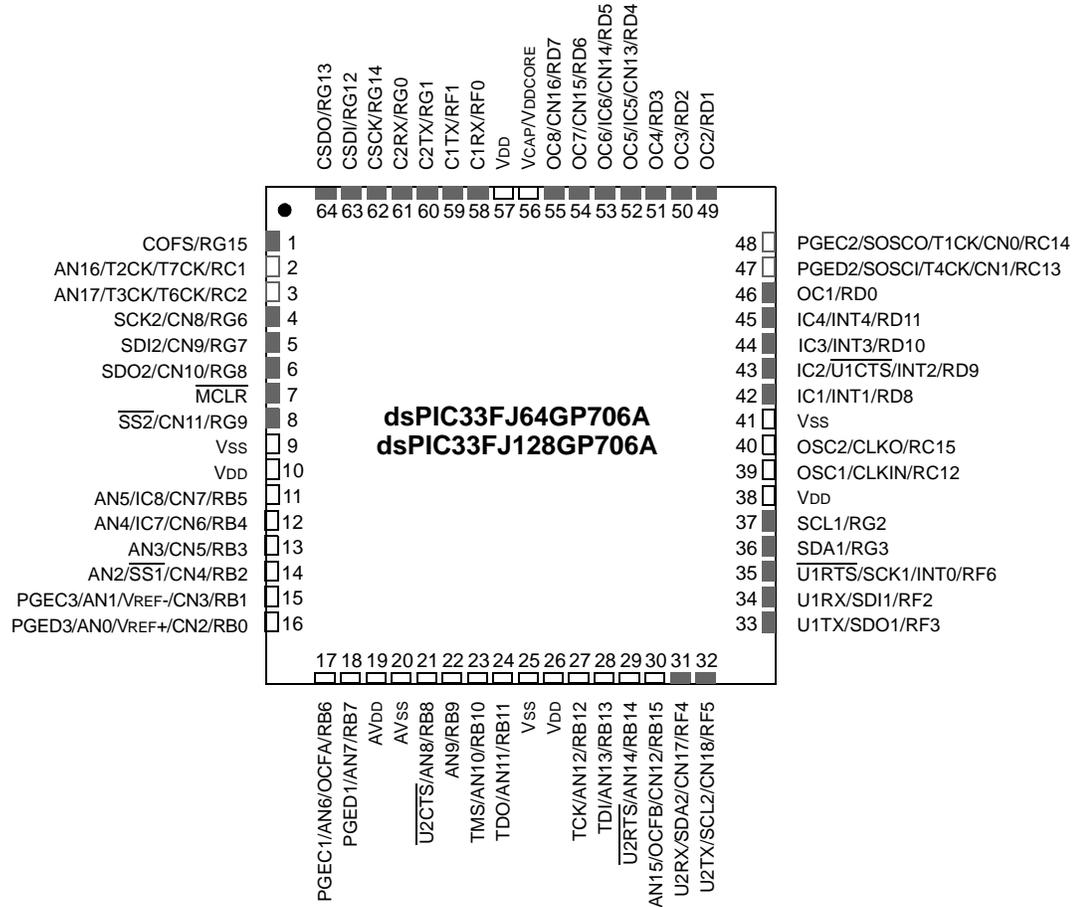 CSDO/RG13
CSDI/RG12
CSCK/RG14
C2RX/RG0
C2TX/RG1
C1TX/RF1
C1RX/RF0
VDD
VCAP/VDDCORE
OC8/CN16/RD7
OC7/CN15/RD6
OC6/IC6/CN14/RD5
OC5/IC5/CN13/RD4
OC4/RD3
OC3/RD2
OC2/RD1
64 63 62 61 60 59 58 57 56 55 54 53 52 51 50 49
COFS/RG15 1
AN16/T2CK/T7CK/RC1 2
AN17/T3CK/T6CK/RC2 3
SCK2/CN8/RG6 4
SDI2/CN9/RG7 5
SDO2/CN10/RG8 6
MCLR 7
SS2/CN11/RG9 8
VSS 9
VDD 10
AN5/IC8/CN7/RB5 11
AN4/IC7/CN6/RB4 12
AN3/CN5/RB3 13
AN2/SS1/CN4/RB2 14
PGEC3/AN1/VREF-/CN3/RB1 15
PGED3/AN0/VREF+/CN2/RB0 16
dsPIC33FJ64GP706A
dsPIC33FJ128GP706A
48 PGEC2/SOSCO/T1CK/CN0/RC14
47 PGED2/SOSCI/T4CK/CN1/RC13
46 OC1/RD0
45 IC4/INT4/RD11
44 IC3/INT3/RD10
43 IC2/U1CTS/INT2/RD9
42 IC1/INT1/RD8
41 VSS
40 OSC2/CLKO/RC15
39 OSC1/CLKIN/RC12
38 VDD
37 SCL1/RG2
36 SDA1/RG3
35 U1RTS/SCK1/INT0/RF6
34 U1RX/SDI1/RF2
33 U1TX/SDO1/RF3
17 18 19 20 21 22 23 24 25 26 27 28 29 30 31 32
PGEC1/AN6/OCFA/RB6
PGED1/AN7/RB7
AVDD
AVSS
U2CTS/AN8/RB8
AN9/RB9
TMS/AN10/RB10
TDO/AN11/RB11
VSS
VDD
TCK/AN12/RB12
TDI/AN13/RB13
U2RTS/AN14/RB14
AN15/OCFB/CN12/RB15
U2RX/SDA2/CN17/RF4
U2TX/SCL2/CN18/RF5